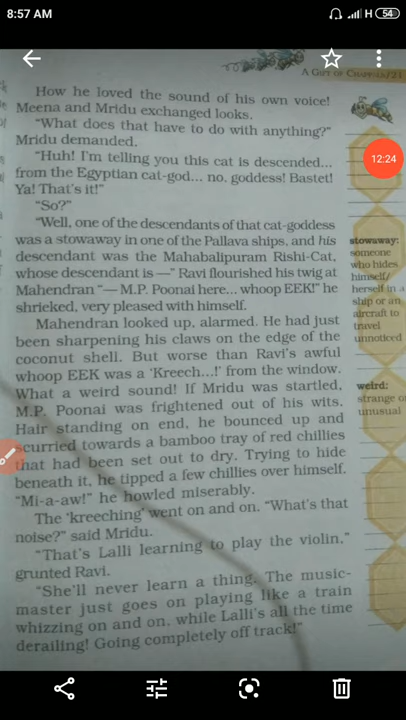 8:57 AM
H 54
A GIFT OF CHAPPALS/21
How he loved the sound of his own voice!
Meena and Mridu exchanged looks.
"What does that have to do with anything?"
Mridu demanded.
"Huh! I'm telling you this cat is descended...
from the Egyptian cat-god... no, goddess! Bastet!
Ya! That's it!"
"So?"
"Well, one of the descendants of that cat-goddess
was a stowaway in one of the Pallava ships, and his
descendant was the Mahabalipuram Rishi-Cat,
whose descendant is —" Ravi flourished his twig at
Mahendran "— M.P. Poonai here... whoop EEK!" he
shrieked, very pleased with himself.
Mahendran looked up, alarmed. He had just
been sharpening his claws on the edge of the
coconut shell. But worse than Ravi's awful
whoop EEK was a 'Kreech...!' from the window.
What a weird sound! If Mridu was startled,
M.P. Poonai was frightened out of his wits.
Hair standing on end, he bounced up and
scurried towards a bamboo tray of red chillies
that had been set out to dry. Trying to hide
beneath it, he tipped a few chillies over himself.
"Mi-a-aw!" he howled miserably.
The 'kreeching' went on and on. "What's that
noise?" said Mridu.
"That's Lalli learning to play the violin,"
grunted Ravi.
"She'll never learn a thing. The music-
master just goes on playing like a train
whizzing on and on, while Lalli's all the time
derailing! Going completely off track!"
12:24
stowaway:
someone
who hides
himself/
herself in a
ship or an
aircraft to
travel
unnoticed
weird:
strange or
unusual